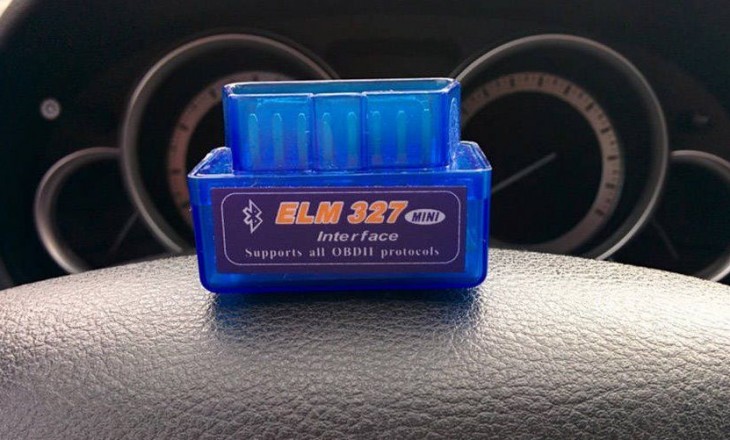 ELM 327 MINI
Interface
Supports all OBDII protocols